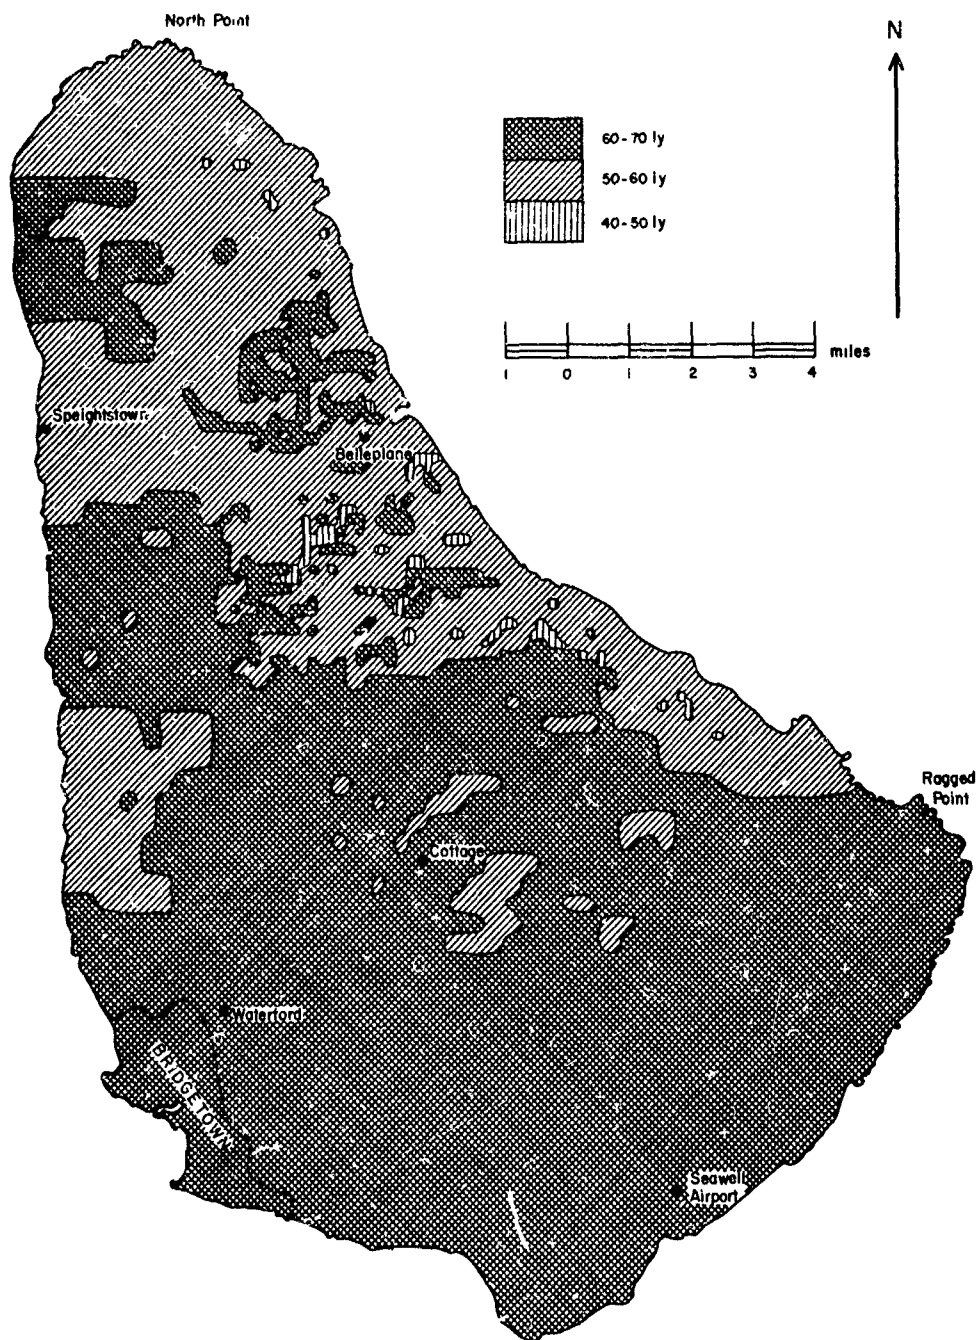 North Point
N
60-70 ly
50-60 ly
40-50 ly
miles
1 0 1 2 3 4
Speightstown
Belleplane
Ragged
Point
Cottage
Waterford
BRIDGETOWN
Seawell
Airport